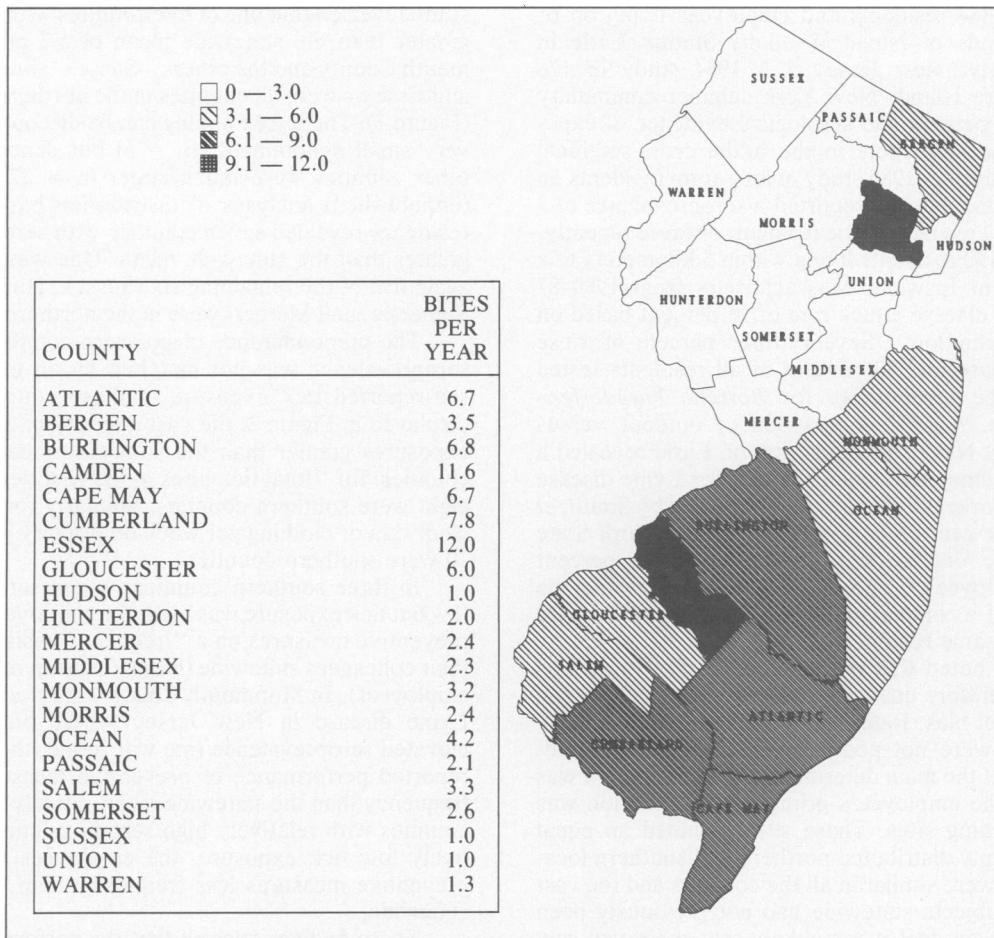 0 — 3.0
3.1 — 6.0
6.1 — 9.0
9.1 — 12.0
SUSSEX
PASSAIC
BERGEN
WARREN
MORRIS
HUDSON
UNION
HUNTERDON
SOMERSET
MIDDLESEX
MERCER
MONMOUTH
OCEAN
BURLINGTON
GLOUCESTER
SALEM
ATLANTIC
CUMBERLAND
CAPE MAY
COUNTY BITES PER YEAR
ATLANTIC 6.7
BERGEN 3.5
BURLINGTON 6.8
CAMDEN 11.6
CAPE MAY 6.7
CUMBERLAND 7.8
ESSEX 12.0
GLOUCESTER 6.0
HUDSON 1.0
HUNTERDON 2.0
MERCER 2.4
MIDDLESEX 2.3
MONMOUTH 3.2
MORRIS 2.4
OCEAN 4.2
PASSAIC 2.1
SALEM 3.3
SOMERSET 2.6
SUSSEX 1.0
UNION 1.0
WARREN 1.3